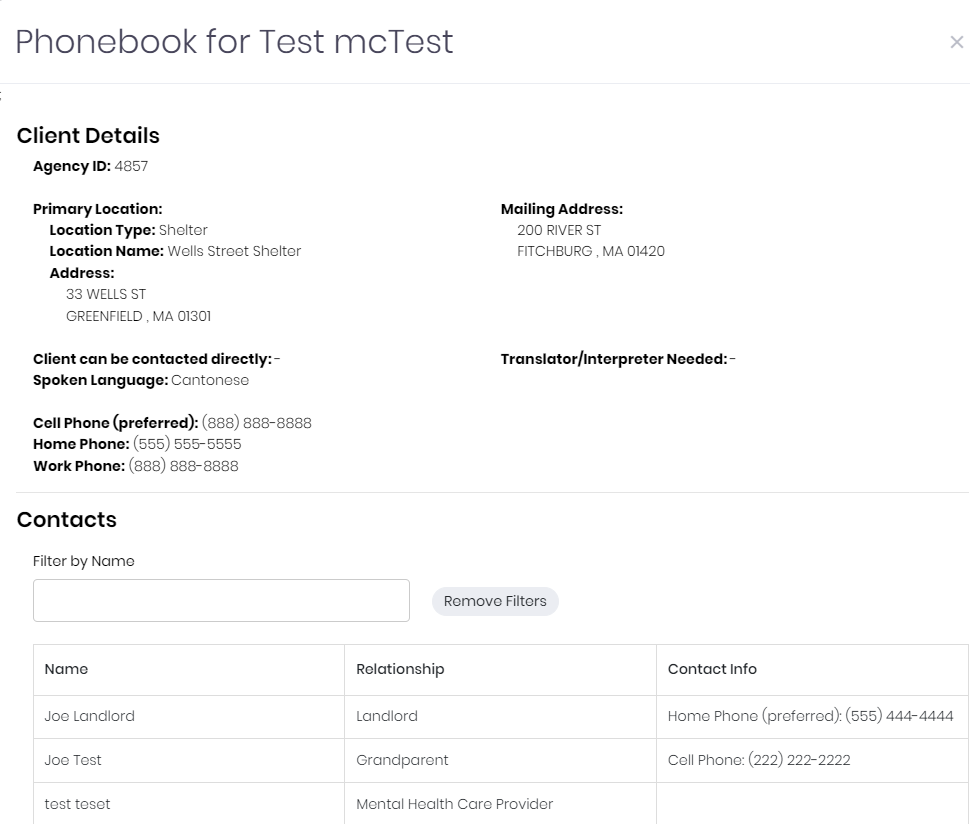 Phonebook for Test mcTest
×
;
Client Details
Agency ID: 4857
Primary Location:
Location Type: Shelter
Location Name: Wells Street Shelter
Address:
33 WELLS ST
GREENFIELD , MA 01301
Mailing Address:
200 RIVER ST
FITCHBURG , MA 01420
Client can be contacted directly: -
Translator/Interpreter Needed: -
Spoken Language: Cantonese
Cell Phone (preferred): (888) 888-8888
Home Phone: (555) 555-5555
Work Phone: (888) 888-8888
Contacts
Filter by Name
Remove Filters
Name Relationship Contact Info
Joe Landlord Landlord Home Phone (preferred): (555) 444-4444
Joe Test Grandparent Cell Phone: (222) 222-2222
test teset Mental Health Care Provider